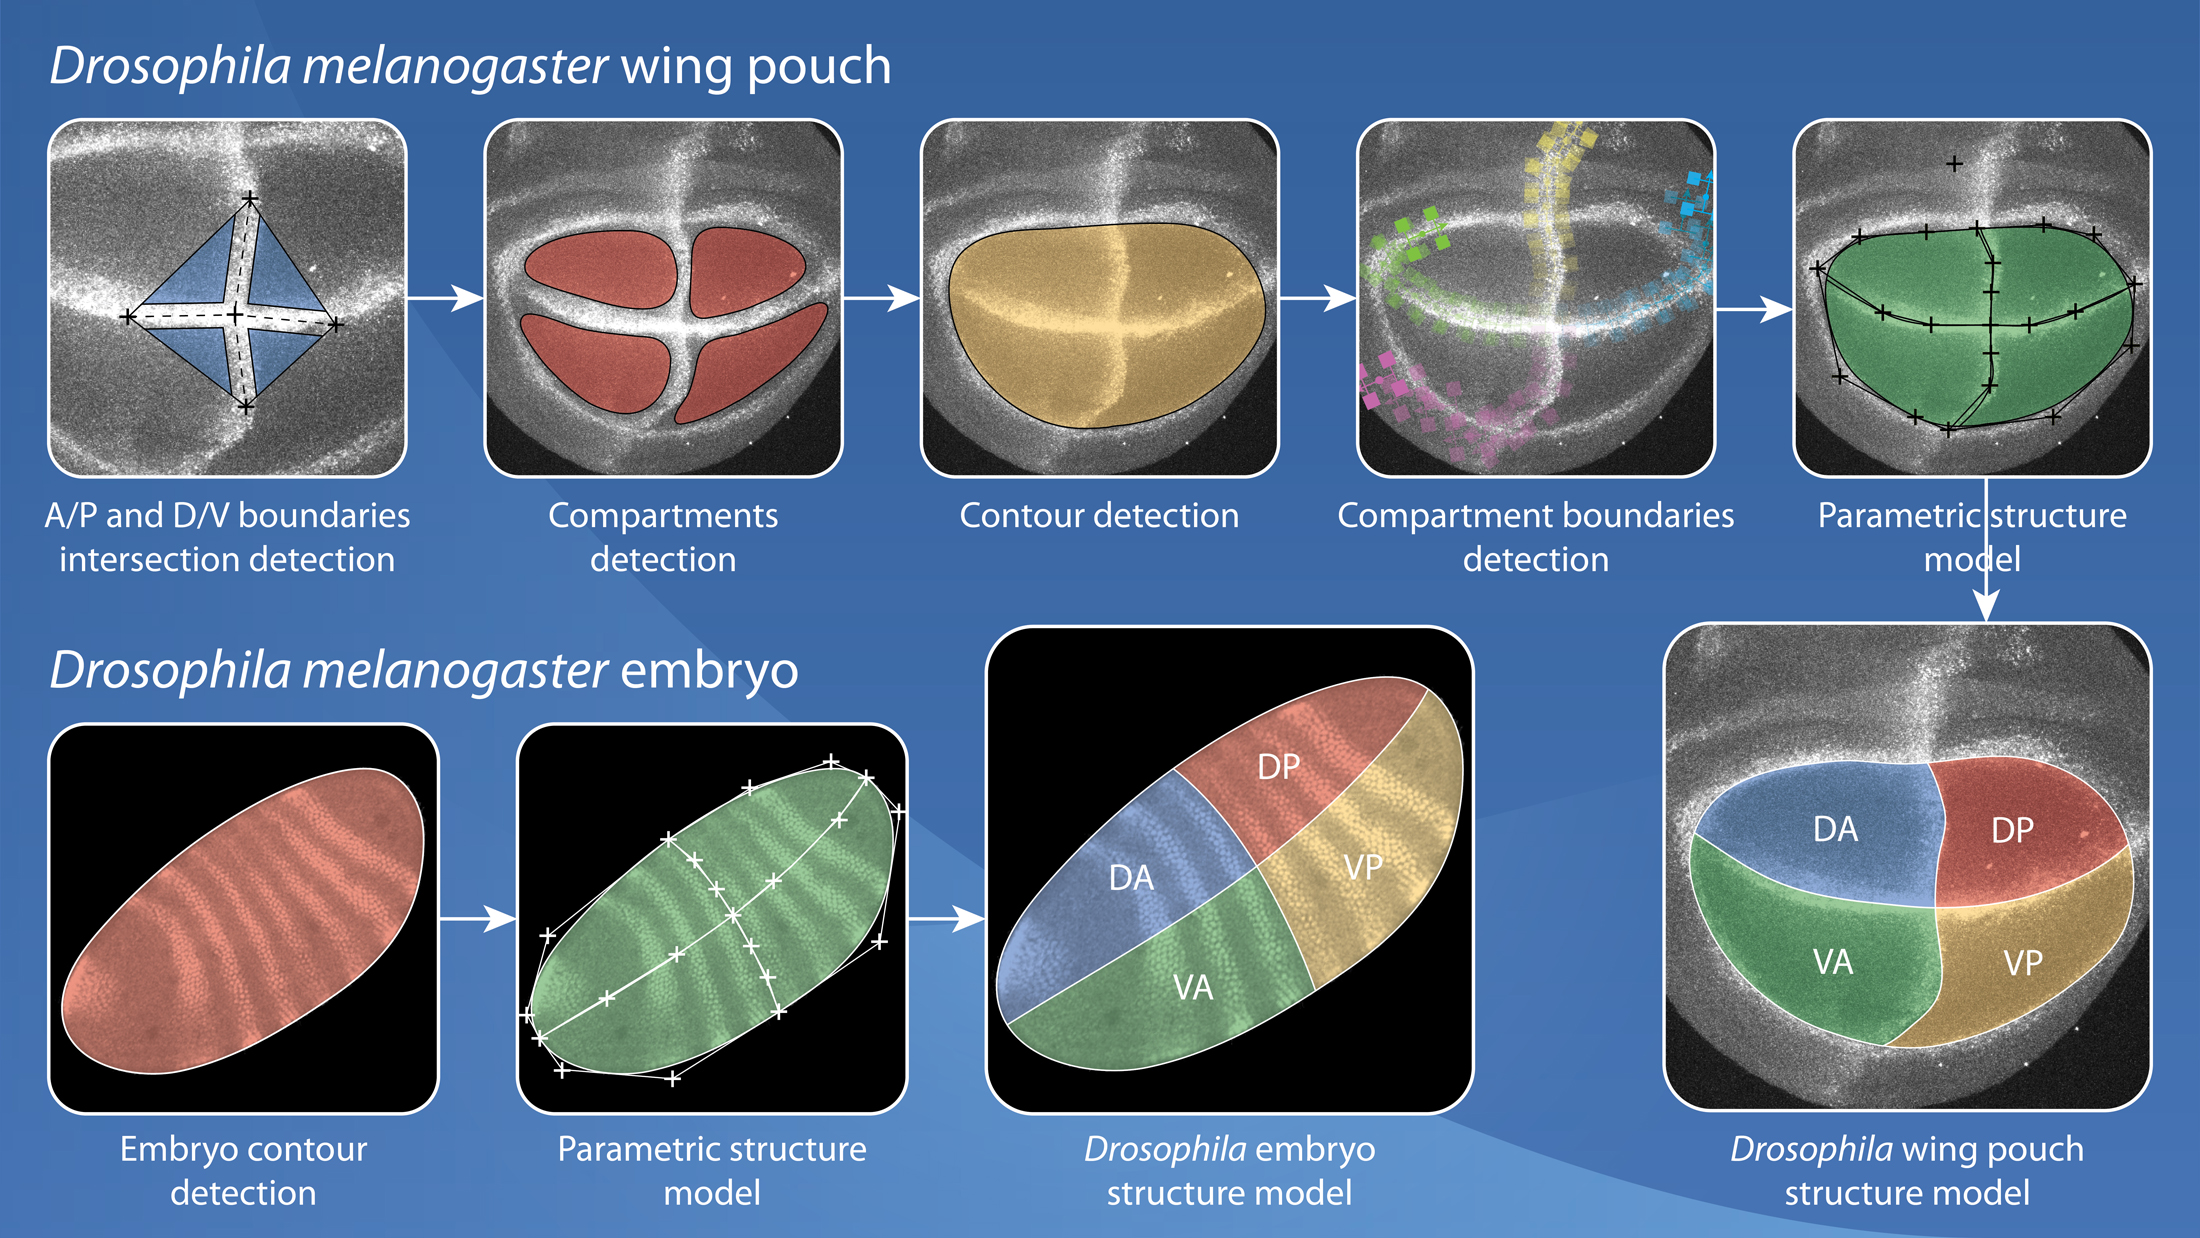 Drosophila melanogaster wing pouch
A/P and D/V boundaries
intersection detection
Compartments
detection
Contour detection
Compartment boundaries
detection
Parametric structure
model
Drosophila melanogaster embryo
DP
DA
VP
VA
DA
DP
VA
VP
Embryo contour
detection
Parametric structure
model
Drosophila embryo
structure model
Drosophila wing pouch
structure model